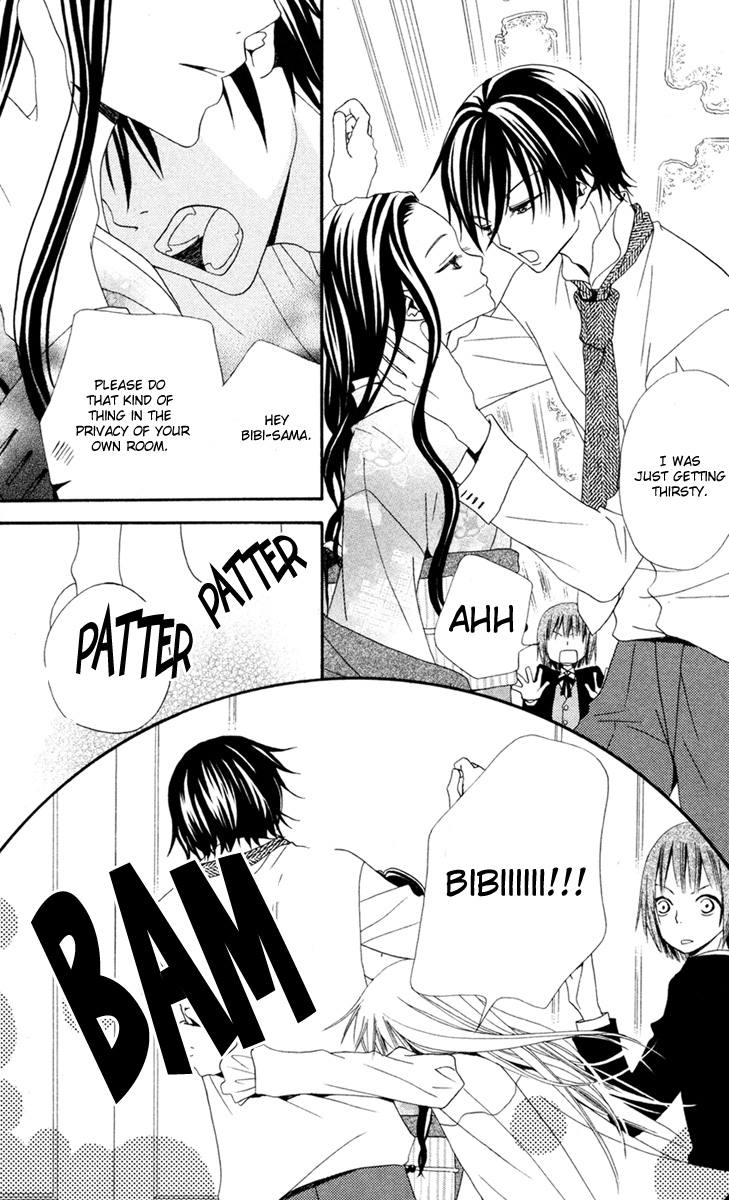 I WAS
JUST GETTING
THIRSTY.
AHH.
HEY
BIBI-SAMA.
PLEASE DO
THAT KIND OF
THING IN THE
PRIVACY OF YOUR
OWN ROOM.
PATTER
PATTER
BIBIIIIII!!!
BAM